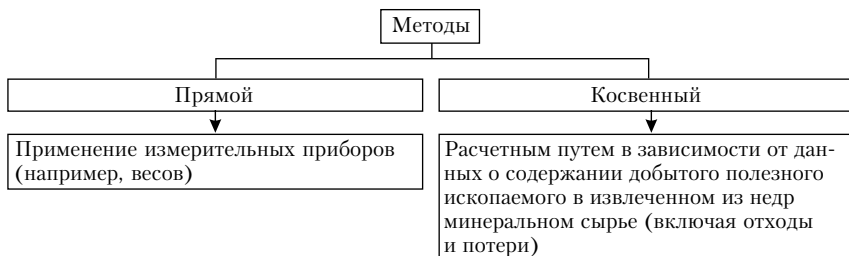 Методы
Прямой
Косвенный
Применение измерительных приборов
(например, весов)
Расчетным путем в зависимости от дан-
ных о содержании добытого полезного
ископаемого в извлеченном из недр
минеральном сырье (включая отходы
и потери)